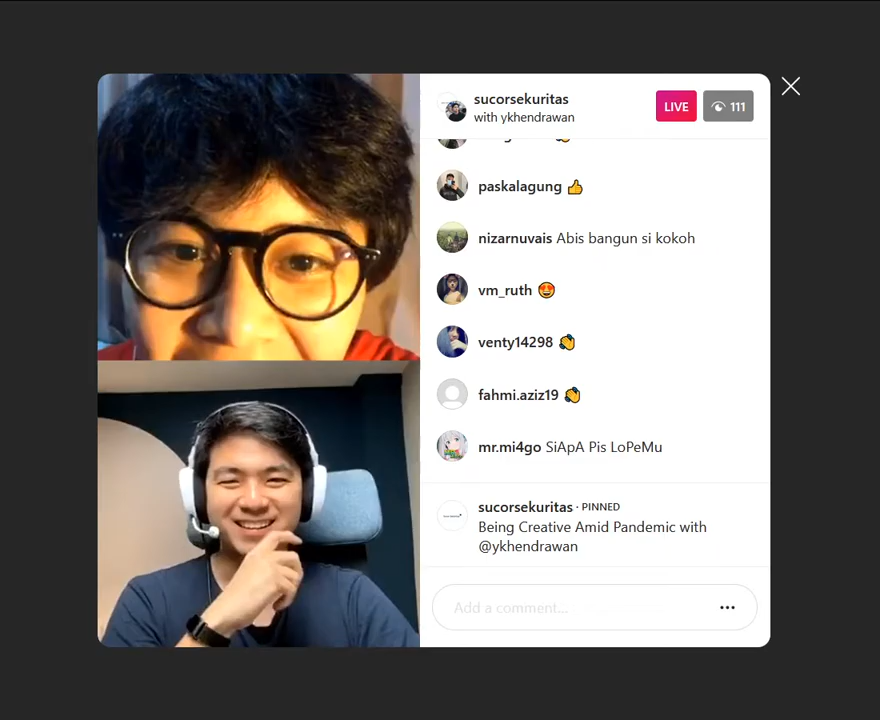 sucorsekuritas
with ykhendrawan
LIVE
111
paskalagung 👍
nizarnuvais Abis bangun si kokoh
vm_ruth 😍
venty14298 👏
fahmi.aziz19 👏
mr.mi4go SiApA Pis LoPeMu
sucorsekuritas · PINNED
Being Creative Amid Pandemic with
@ykhendrawan
Add a comment...